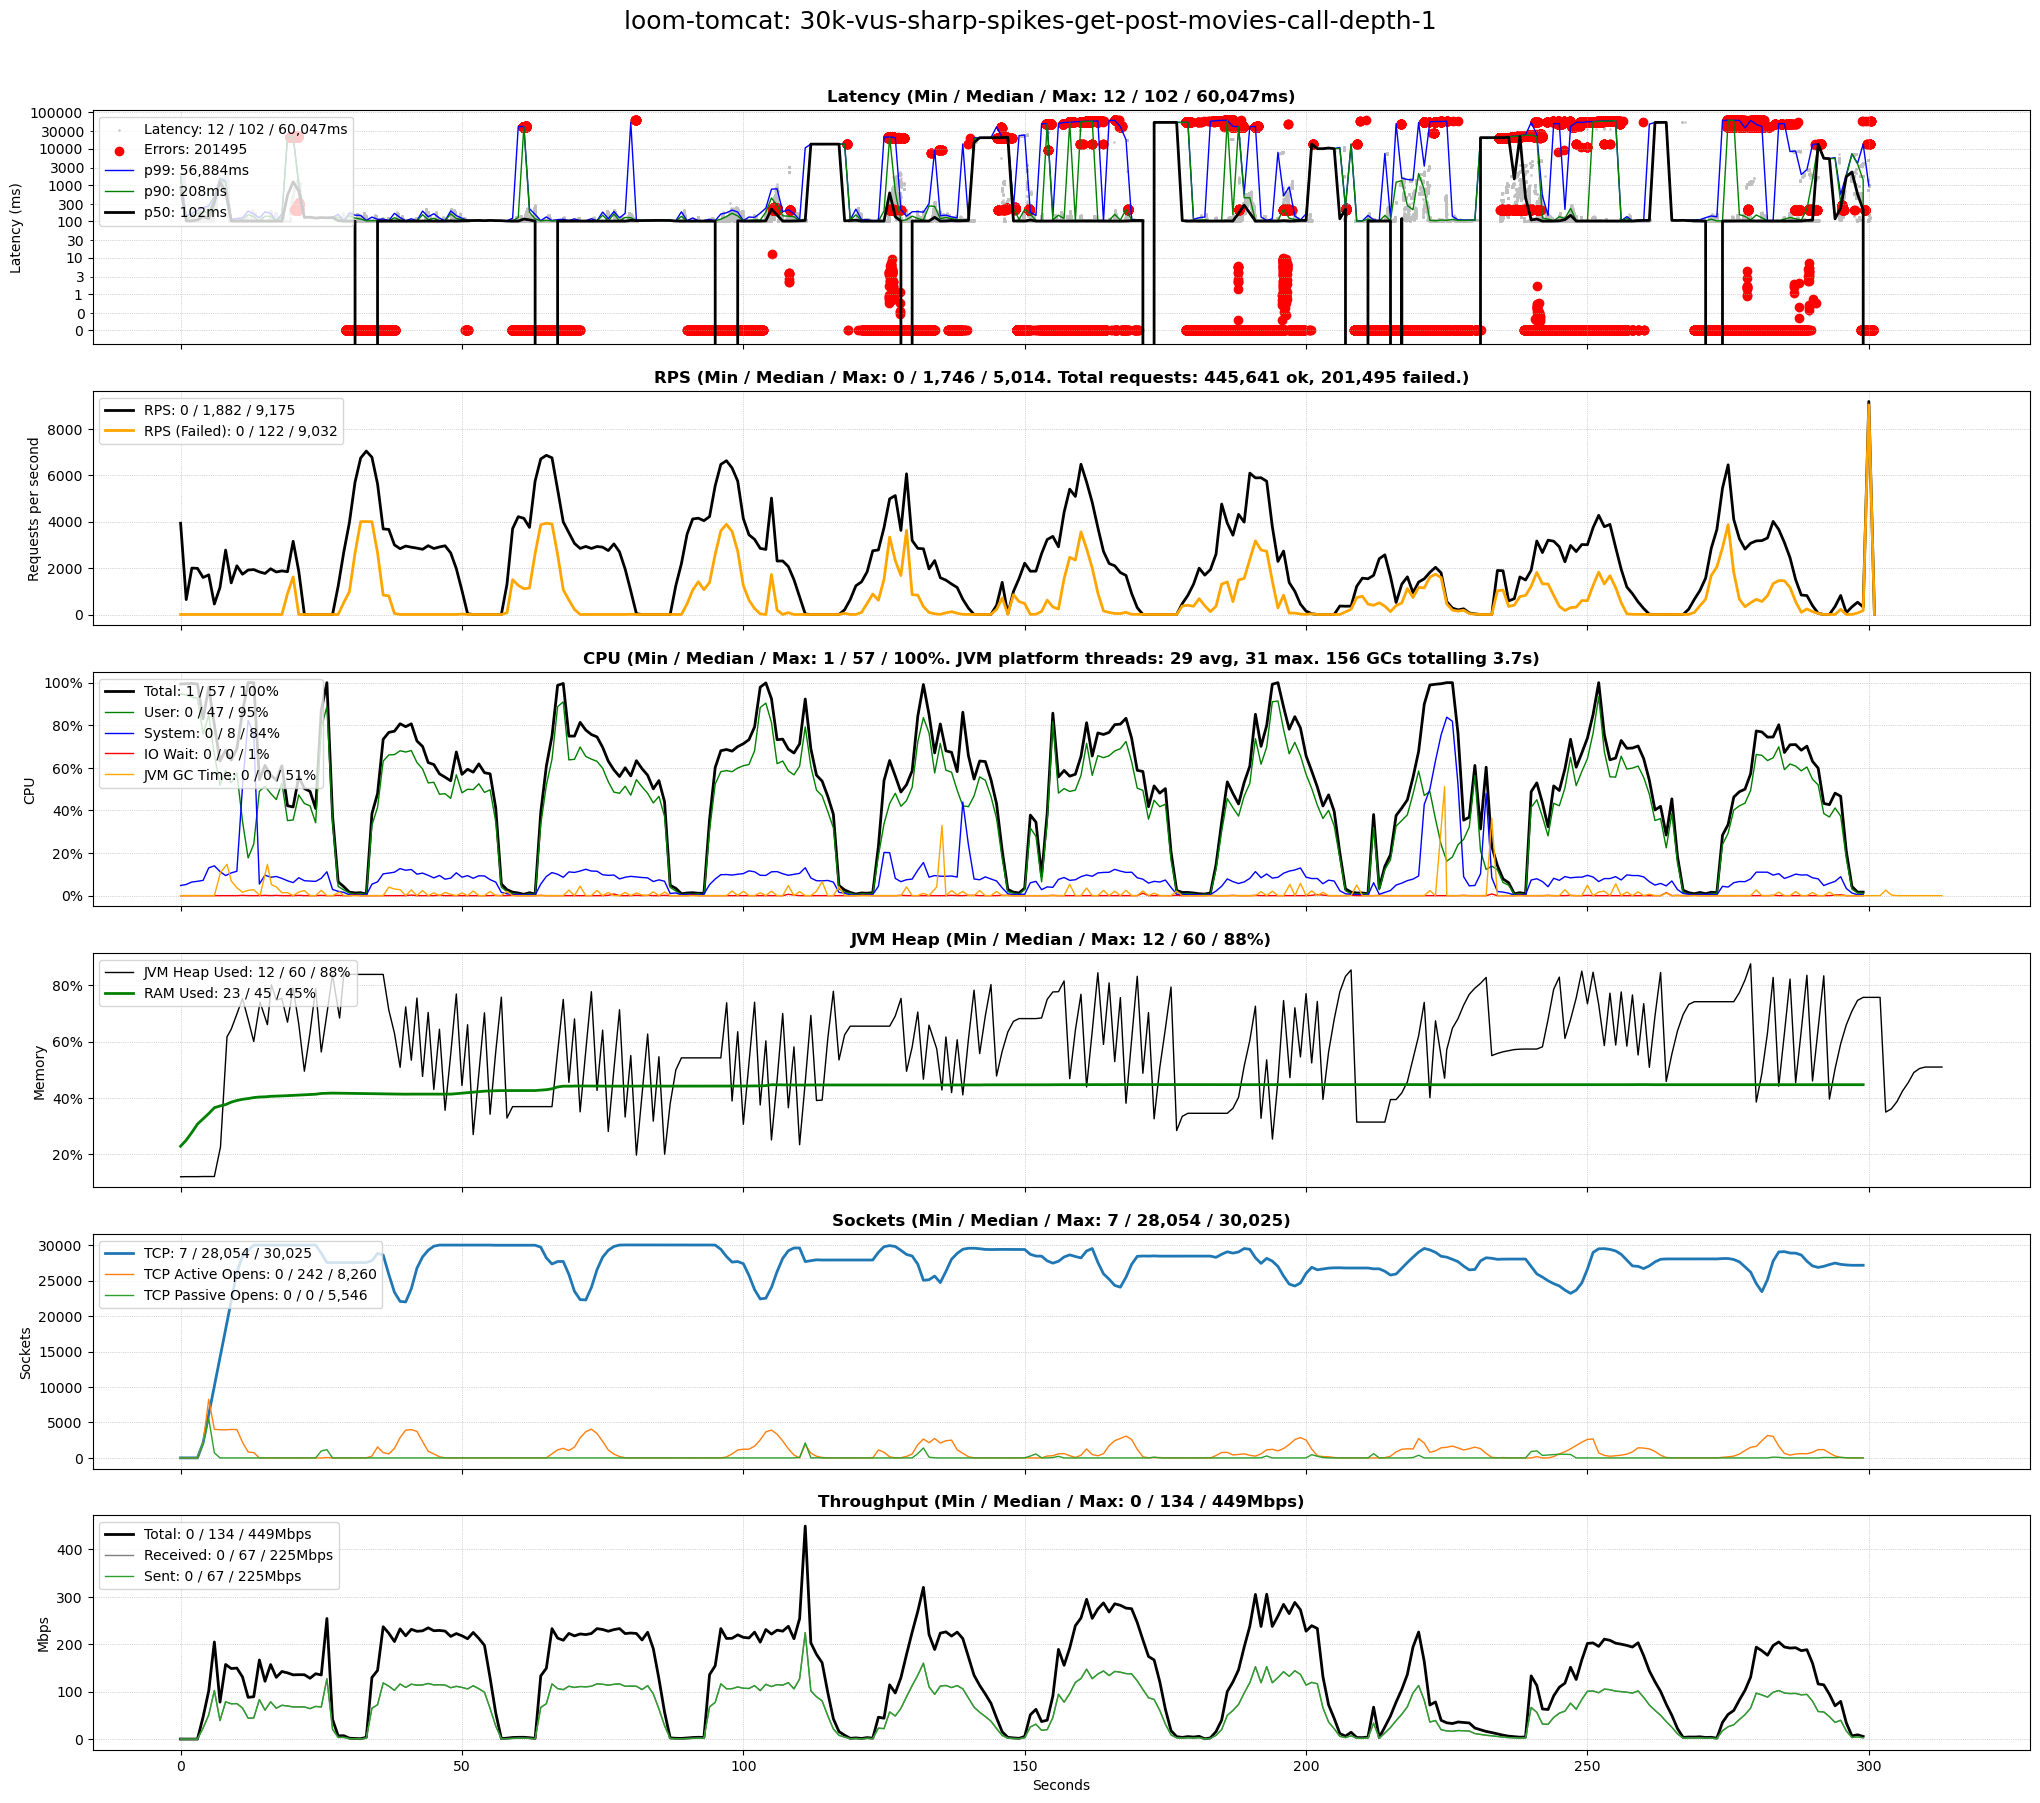 loom-tomcat: 30k-vus-sharp-spikes-get-post-movies-call-depth-1
Latency (Min / Median / Max: 12 / 102 / 60,047ms)
Latency (ms)
100000
30000
10000
3000
1000
300
100
30
10
3
1
0
0
Latency: 12 / 102 / 60,047ms
Errors: 201495
p99: 56,884ms
p90: 208ms
p50: 102ms
RPS (Min / Median / Max: 0 / 1,746 / 5,014. Total requests: 445,641 ok, 201,495 failed.)
Requests per second
8000
6000
4000
2000
0
RPS: 0 / 1,882 / 9,175
RPS (Failed): 0 / 122 / 9,032
CPU (Min / Median / Max: 1 / 57 / 100%. JVM platform threads: 29 avg, 31 max. 156 GCs totalling 3.7s)
CPU
100%
80%
60%
40%
20%
0%
Total: 1 / 57 / 100%
User: 0 / 47 / 95%
System: 0 / 8 / 84%
IO Wait: 0 / 0 / 1%
JVM GC Time: 0 / 0 / 51%
JVM Heap (Min / Median / Max: 12 / 60 / 88%)
Memory
80%
60%
40%
20%
JVM Heap Used: 12 / 60 / 88%
RAM Used: 23 / 45 / 45%
Sockets (Min / Median / Max: 7 / 28,054 / 30,025)
Sockets
30000
25000
20000
15000
10000
5000
0
TCP: 7 / 28,054 / 30,025
TCP Active Opens: 0 / 242 / 8,260
TCP Passive Opens: 0 / 0 / 5,546
Throughput (Min / Median / Max: 0 / 134 / 449Mbps)
Mbps
400
300
200
100
0
Total: 0 / 134 / 449Mbps
Received: 0 / 67 / 225Mbps
Sent: 0 / 67 / 225Mbps
0 50 100 150 200 250 300
Seconds